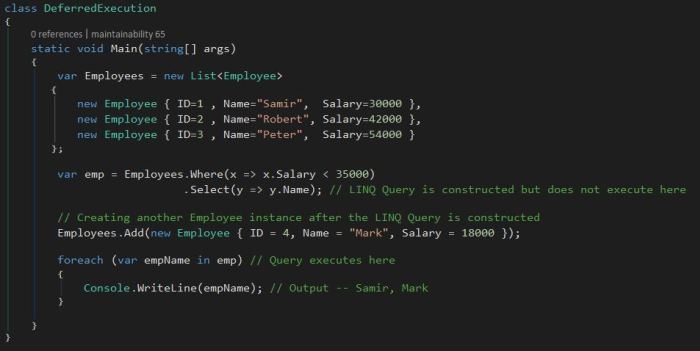 class DeferredExecution
{
0 references | maintainability 65
static void Main(string[] args)
{
var Employees = new List<Employee>
{
new Employee { ID=1 , Name="Samir", Salary=30000 },
new Employee { ID=2 , Name="Robert", Salary=42000 },
new Employee { ID=3 , Name="Peter", Salary=54000 }
};
var emp = Employees.Where(x => x.Salary < 35000)
.Select(y => y.Name); // LINQ Query is constructed but does not execute here
// Creating another Employee instance after the LINQ Query is constructed
Employees.Add(new Employee { ID = 4, Name = "Mark", Salary = 18000 });
foreach (var empName in emp) // Query executes here
{
Console.WriteLine(empName); // Output -- Samir, Mark
}
}
}